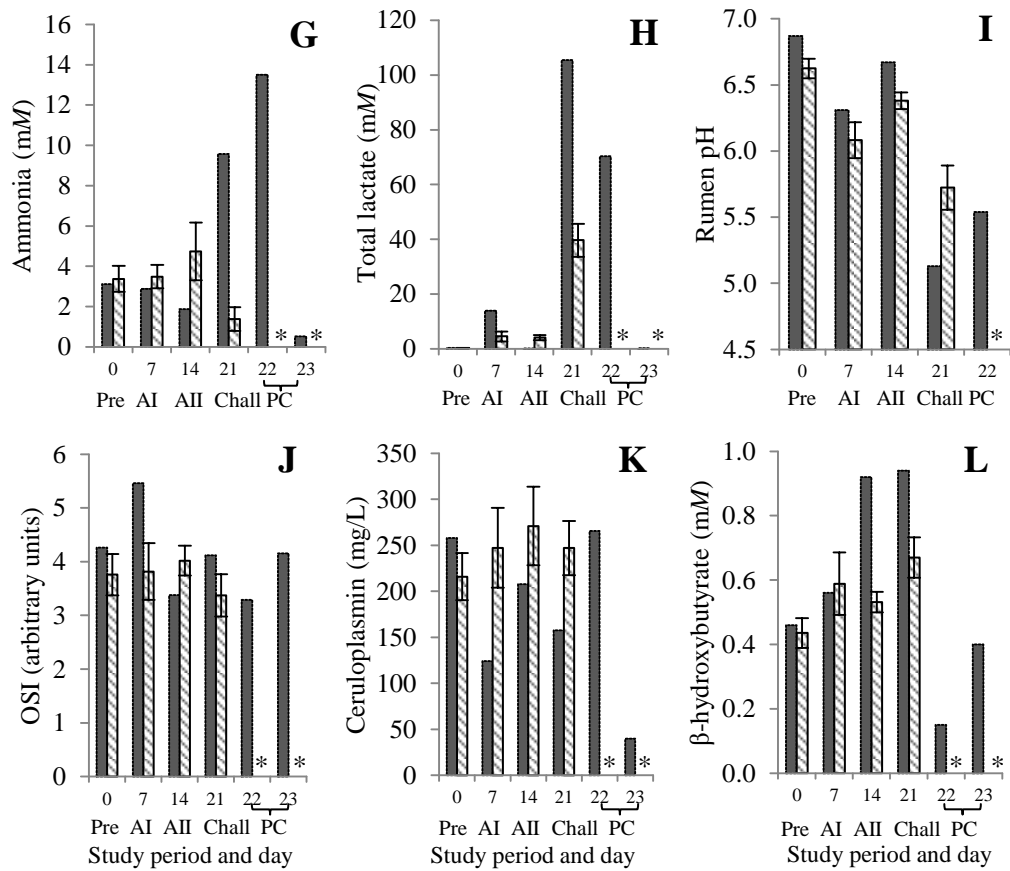 G
Ammonia (mM)
16
14
12
10
8
6
4
2
0
* *
0 7 14 21 22 23
Pre AI AII Chall PC
H
Total lactate (mM)
120
100
80
60
40
20
0
* *
0 7 14 21 22 23
Pre AI AII Chall PC
I
Rumen pH
7.0
6.5
6.0
5.5
5.0
4.5
*
0 7 14 21 22
Pre AI AII Chall PC
J
OSI (arbitrary units)
6
5
4
3
2
1
0
* *
0 7 14 21 22 23
Pre AI AII Chall PC
Study period and day
K
Ceruloplasmin (mg/L)
350
300
250
200
150
100
50
0
* *
0 7 14 21 22 23
Pre AI AII Chall PC
Study period and day
L
β-hydroxybutyrate (mM)
1.0
0.8
0.6
0.4
0.2
0.0
* *
0 7 14 21 22 23
Pre AI AII Chall PC
Study period and day